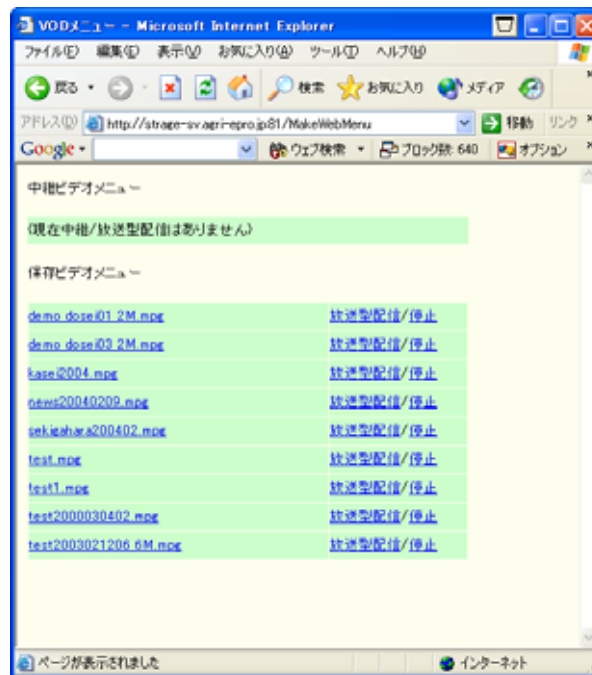 VODメニュー - Microsoft Internet Explorer
ファイル(F) 編集(E) 表示(V) お気に入り(A) ツール(T) ヘルプ(H)
戻る 検索 お気に入り メディア
アドレス(D) http://strage-sv.agri-epro.jp:81/MakeWebMenu 移動 リンク »
Google ウェブ検索 ブロック数: 640 オプション »
中継ビデオメニュー
(現在中継/放送型配信はありません)
保存ビデオメニュー
demo dosei01 2M.mpg 放送型配信/停止
demo dosei03 2M.mpg 放送型配信/停止
kasei2004.mpg 放送型配信/停止
news20040209.mpg 放送型配信/停止
sekigahara200402.mpg 放送型配信/停止
test.mpg 放送型配信/停止
test1.mpg 放送型配信/停止
test2000030402.mpg 放送型配信/停止
test2003021206 6M.mpg 放送型配信/停止
ページが表示されました インターネット